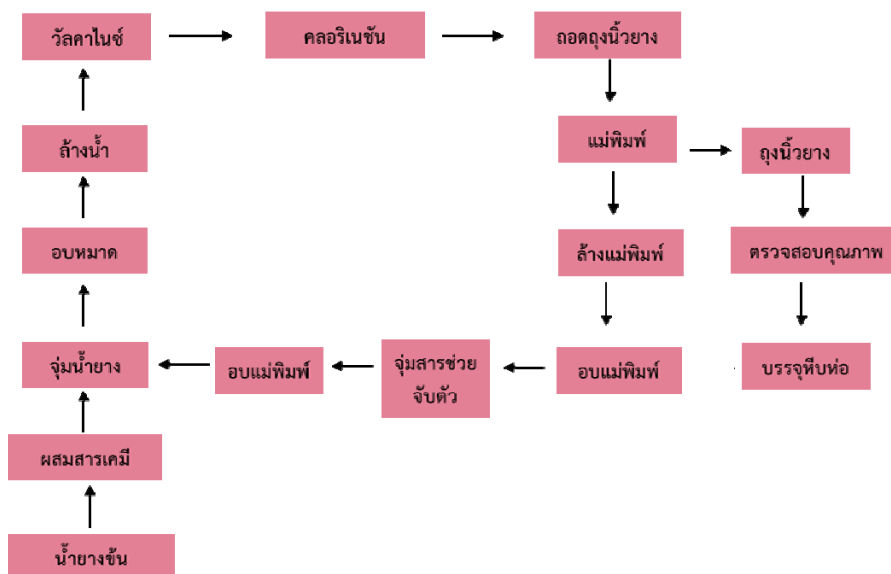 วัลคาไนซ์
คลอริเนชัน
ถอดถุงนิ้วยาง
ล้างน้ำ
แม่พิมพ์
ถุงนิ้วยาง
อบหมาด
ล้างแม่พิมพ์
ตรวจสอบคุณภาพ
จุ่มน้ำยาง
อบแม่พิมพ์
จุ่มสารช่วย
จับตัว
อบแม่พิมพ์
บรรจุหีบห่อ
ผสมสารเคมี
น้ำยางข้น